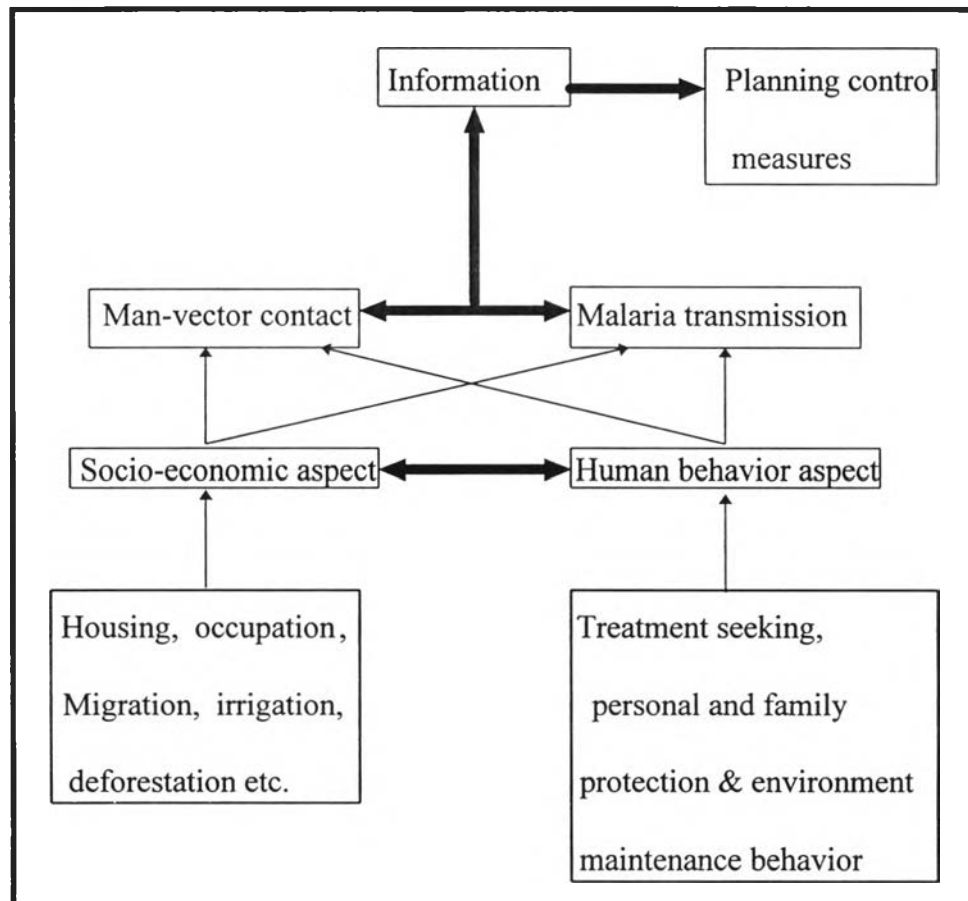 Information
Planning control
measures
Man-vector contact
Malaria transmission
Socio-economic aspect
Human behavior aspect
Housing, occupation,
Migration, irrigation,
deforestation etc.
Treatment seeking,
personal and family
protection & environment
maintenance behavior